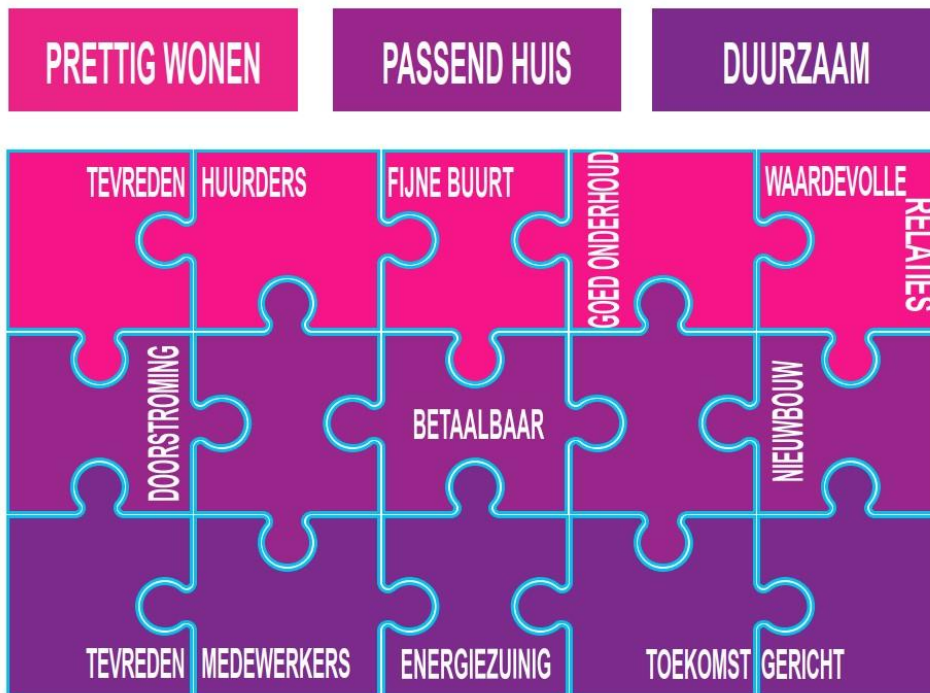 PRETTIG WONEN
PASSEND HUIS
DUURZAAM
TEVREDEN HUURDERS
FIJNE BUURT
GOED ONDERHOUD
WAARDEVOLLE
RELATIES
DOORSTROMING
BETAALBAAR
NIEUWBOUW
TEVREDEN MEDEWERKERS
ENERGIEZUINIG
TOEKOMST GERICHT